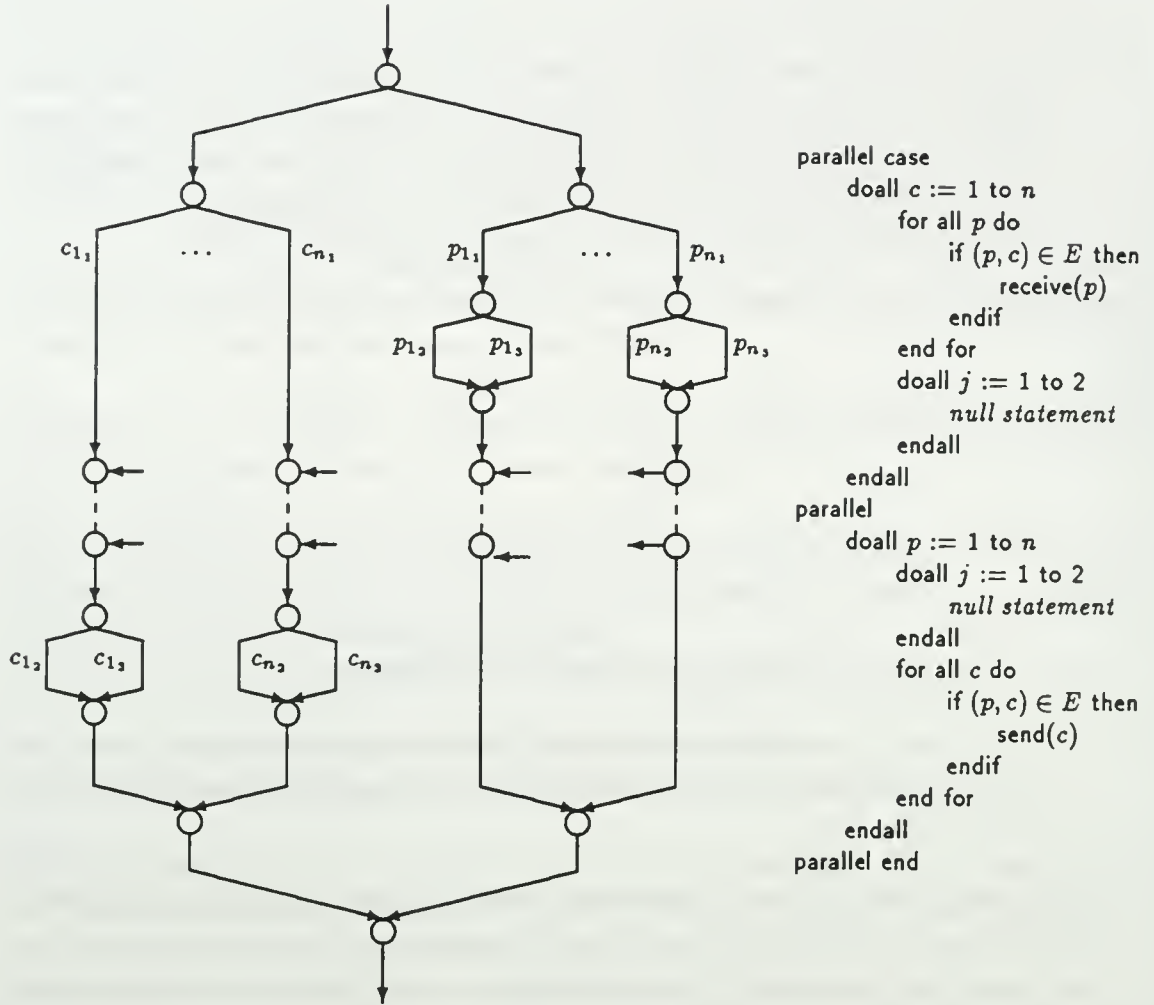 c₁₁ ... cₙ₁ p₁₁ ... pₙ₁
p₁₂ p₁₃ pₙ₂ pₙ₃
c₁₂ c₁₃ cₙ₂ cₙ₃
parallel case
doall c := 1 to n
for all p do
if (p, c) ∈ E then
receive(p)
endif
end for
doall j := 1 to 2
null statement
endall
endall
parallel
doall p := 1 to n
doall j := 1 to 2
null statement
endall
for all c do
if (p, c) ∈ E then
send(c)
endif
end for
endall
parallel end